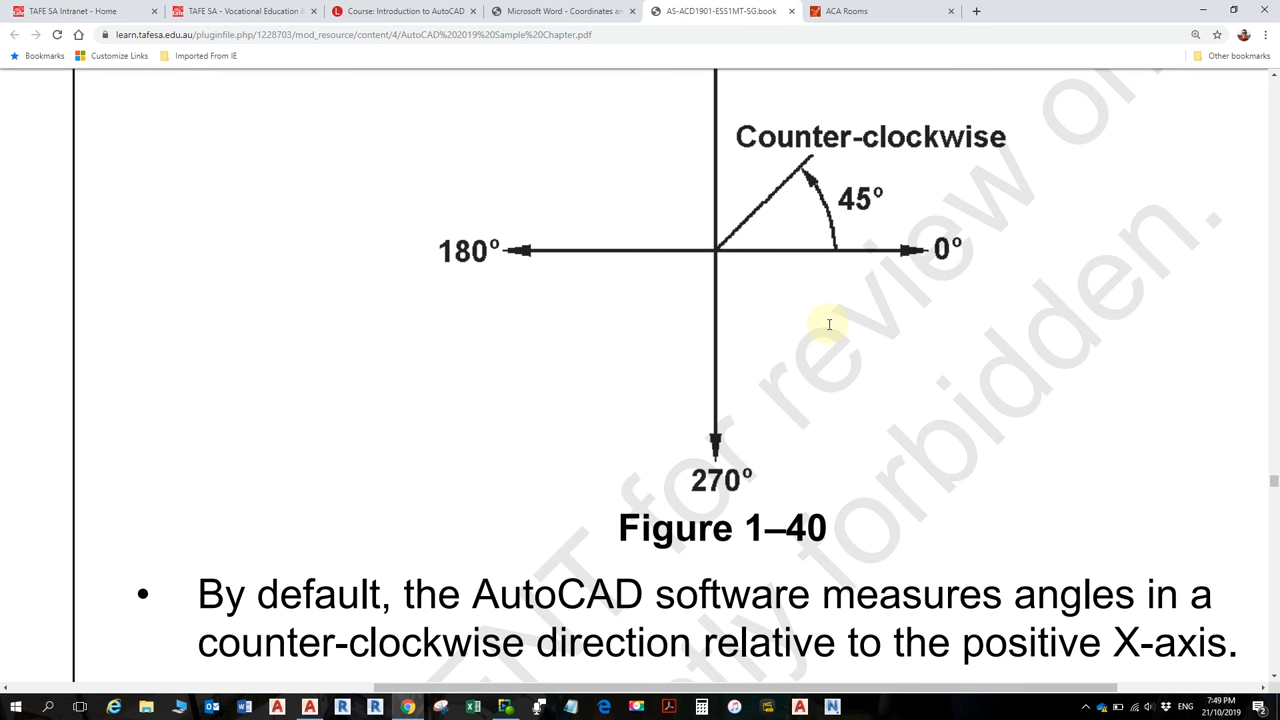 TAFE SA Intranet - Home
TAFE SA - Vocational Education &
Course: Introduction to AutoCAD
Microsoft Word - Coordinates an
AS-ACD1901-ESS1MT-SG.book
ACA Rooms
learn.tafesa.edu.au/pluginfile.php/1228703/mod_resource/content/4/AutoCAD%202019%20Sample%20Chapter.pdf
Bookmarks
Customize Links
Imported From IE
Other bookmarks
Counter-clockwise
45°
180°
0°
270°
Figure 1–40
• By default, the AutoCAD software measures angles in a
counter-clockwise direction relative to the positive X-axis.
for review
forbidden.
ENG
7:49 PM
21/10/2019